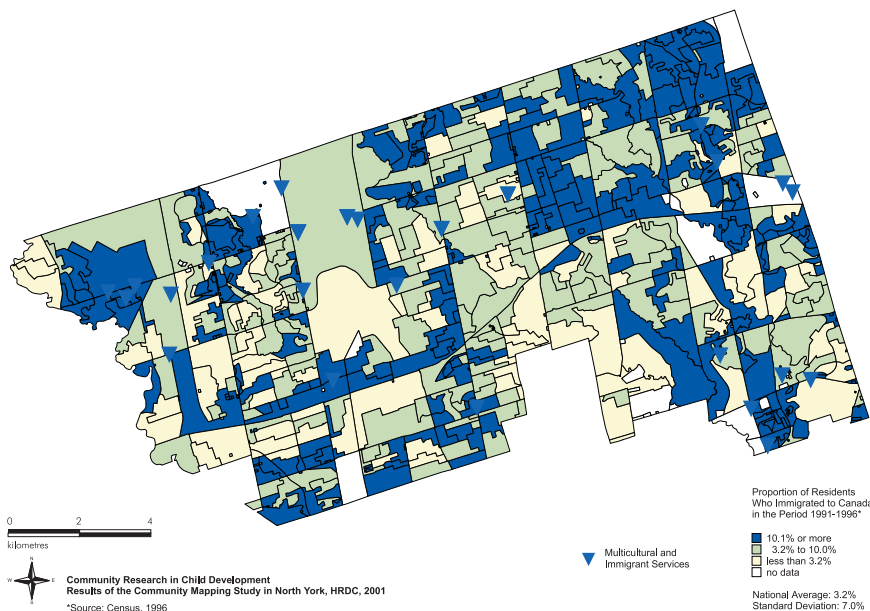 Proportion of Residents
Who Immigrated to Canada
in the Period 1991-1996*
10.1% or more
3.2% to 10.0%
less than 3.2%
no data
National Average: 3.2%
Standard Deviation: 7.0%
Multicultural and
Immigrant Services
0 2 4
kilometres
N
W E
S
Community Research in Child Development
Results of the Community Mapping Study in North York, HRDC, 2001
*Source: Census, 1996